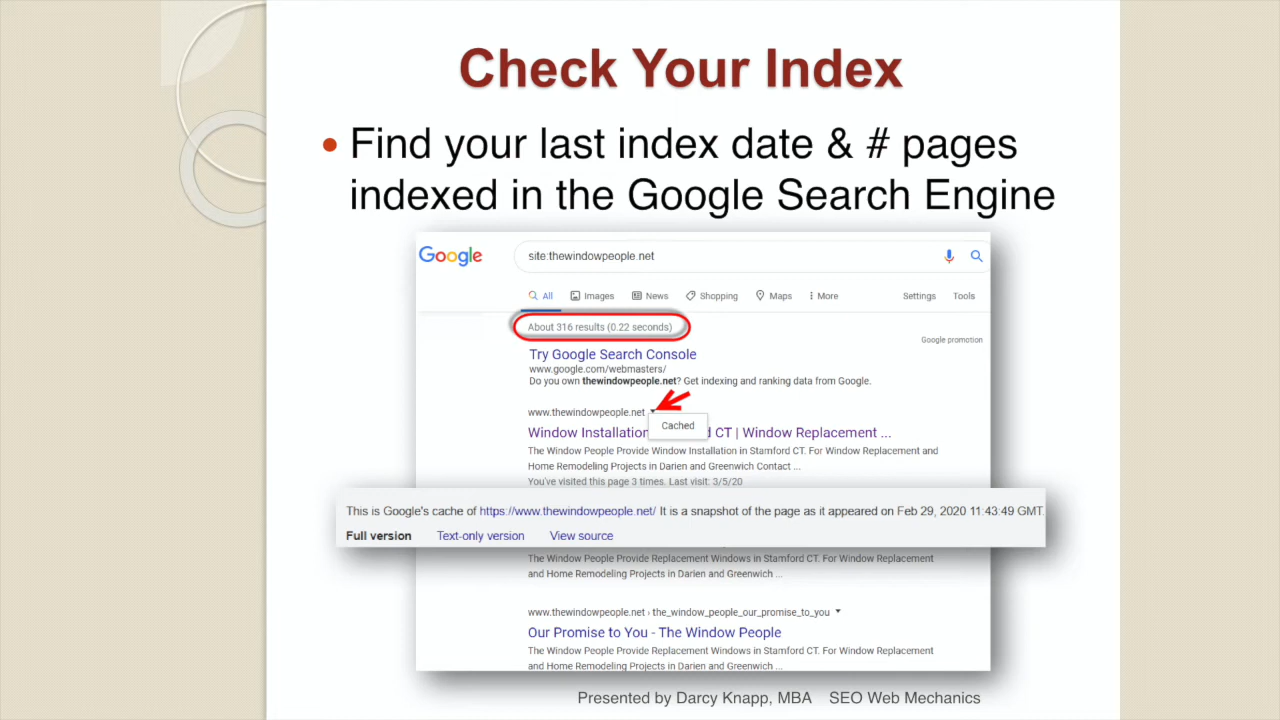 Check Your Index
• Find your last index date & # pages
indexed in the Google Search Engine
Google
site:thewindowpeople.net
All Images News Shopping Maps More Settings Tools
About 316 results (0.22 seconds)
Google promotion
Try Google Search Console
www.google.com/webmasters/
Do you own thewindowpeople.net? Get indexing and ranking data from Google.
www.thewindowpeople.net
Cached
Window Installation d CT | Window Replacement ...
The Window People Provide Window Installation in Stamford CT. For Window Replacement and
Home Remodeling Projects in Darien and Greenwich Contact ...
You've visited this page 3 times. Last visit: 3/5/20
This is Google's cache of https://www.thewindowpeople.net/ It is a snapshot of the page as it appeared on Feb 29, 2020 11:43:49 GMT.
Full version Text-only version View source
The Window People Provide Replacement Windows in Stamford CT. For Window Replacement
and Home Remodeling Projects in Darien and Greenwich ...
www.thewindowpeople.net › the_window_people_our_promise_to_you
Our Promise to You - The Window People
The Window People Provide Replacement Windows in Stamford CT. For Window Replacement
and Home Remodeling Projects in Darien and Greenwich ...
Presented by Darcy Knapp, MBA SEO Web Mechanics